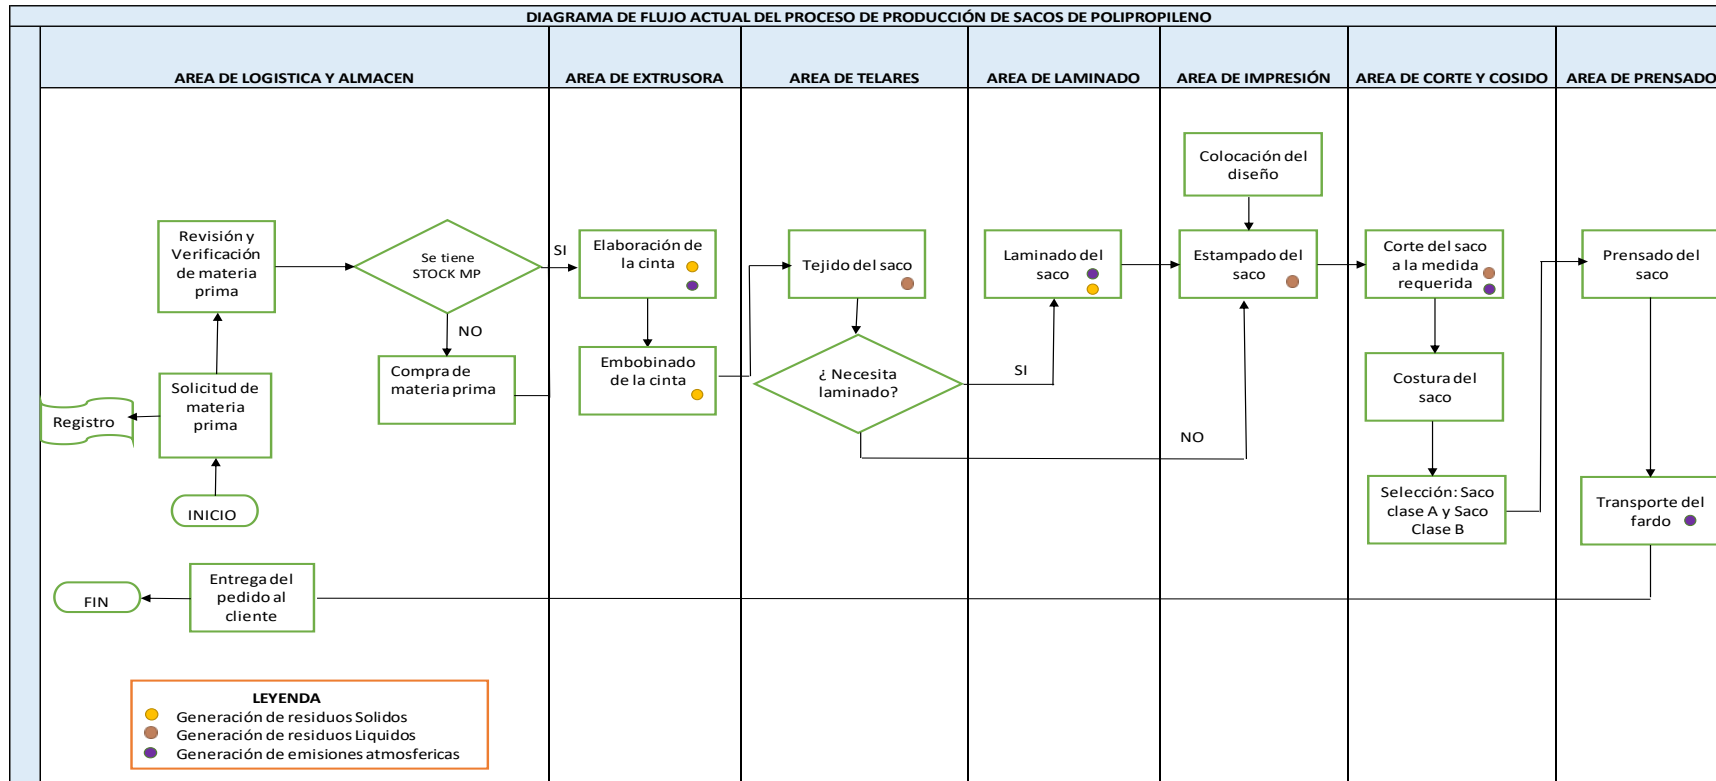 DIAGRAMA DE FLUJO ACTUAL DEL PROCESO DE PRODUCCIÓN DE SACOS DE POLIPROPILENO
AREA DE LOGISTICA Y ALMACEN
AREA DE EXTRUSORA
AREA DE TELARES
AREA DE LAMINADO
AREA DE IMPRESIÓN
AREA DE CORTE Y COSIDO
AREA DE PRENSADO
Colocación del
diseño
Revisión y
Verificación
de materia
prima
Se tiene
STOCK MP
SI
NO
Compra de
materia prima
Solicitud de
materia
prima
Registro
INICIO
Elaboración de
la cinta
Embobinado
de la cinta
Tejido del saco
¿ Necesita
laminado?
SI
NO
Laminado del
saco
Estampado del
saco
Corte del saco
a la medida
requerida
Costura del
saco
Selección: Saco
clase A y Saco
Clase B
Prensado del
saco
Transporte del
fardo
Entrega del
pedido al
cliente
FIN
LEYENDA
Generación de residuos Solidos
Generación de residuos Liquidos
Generación de emisiones atmosfericas